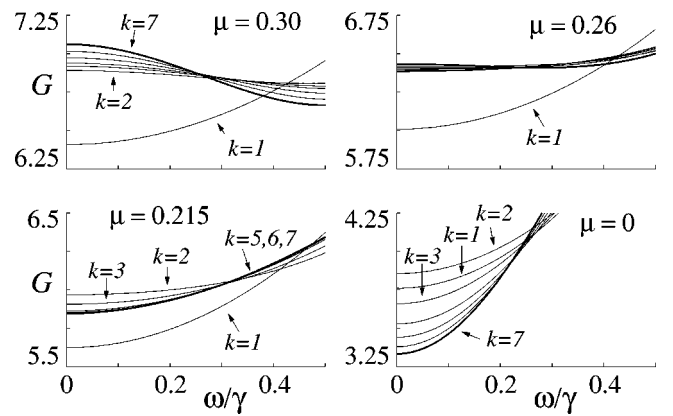 7.25
k=7
μ = 0.30
G
k=2
k=1
6.25
6.75
μ = 0.26
k=1
5.75
6.5
μ = 0.215
k=5,6,7
k=2
k=3
G
k=1
5.5
0 0.2 0.4
ω/γ
4.25
k=2
μ = 0
k=1
k=3
k=7
3.25
0 0.2 0.4
ω/γ